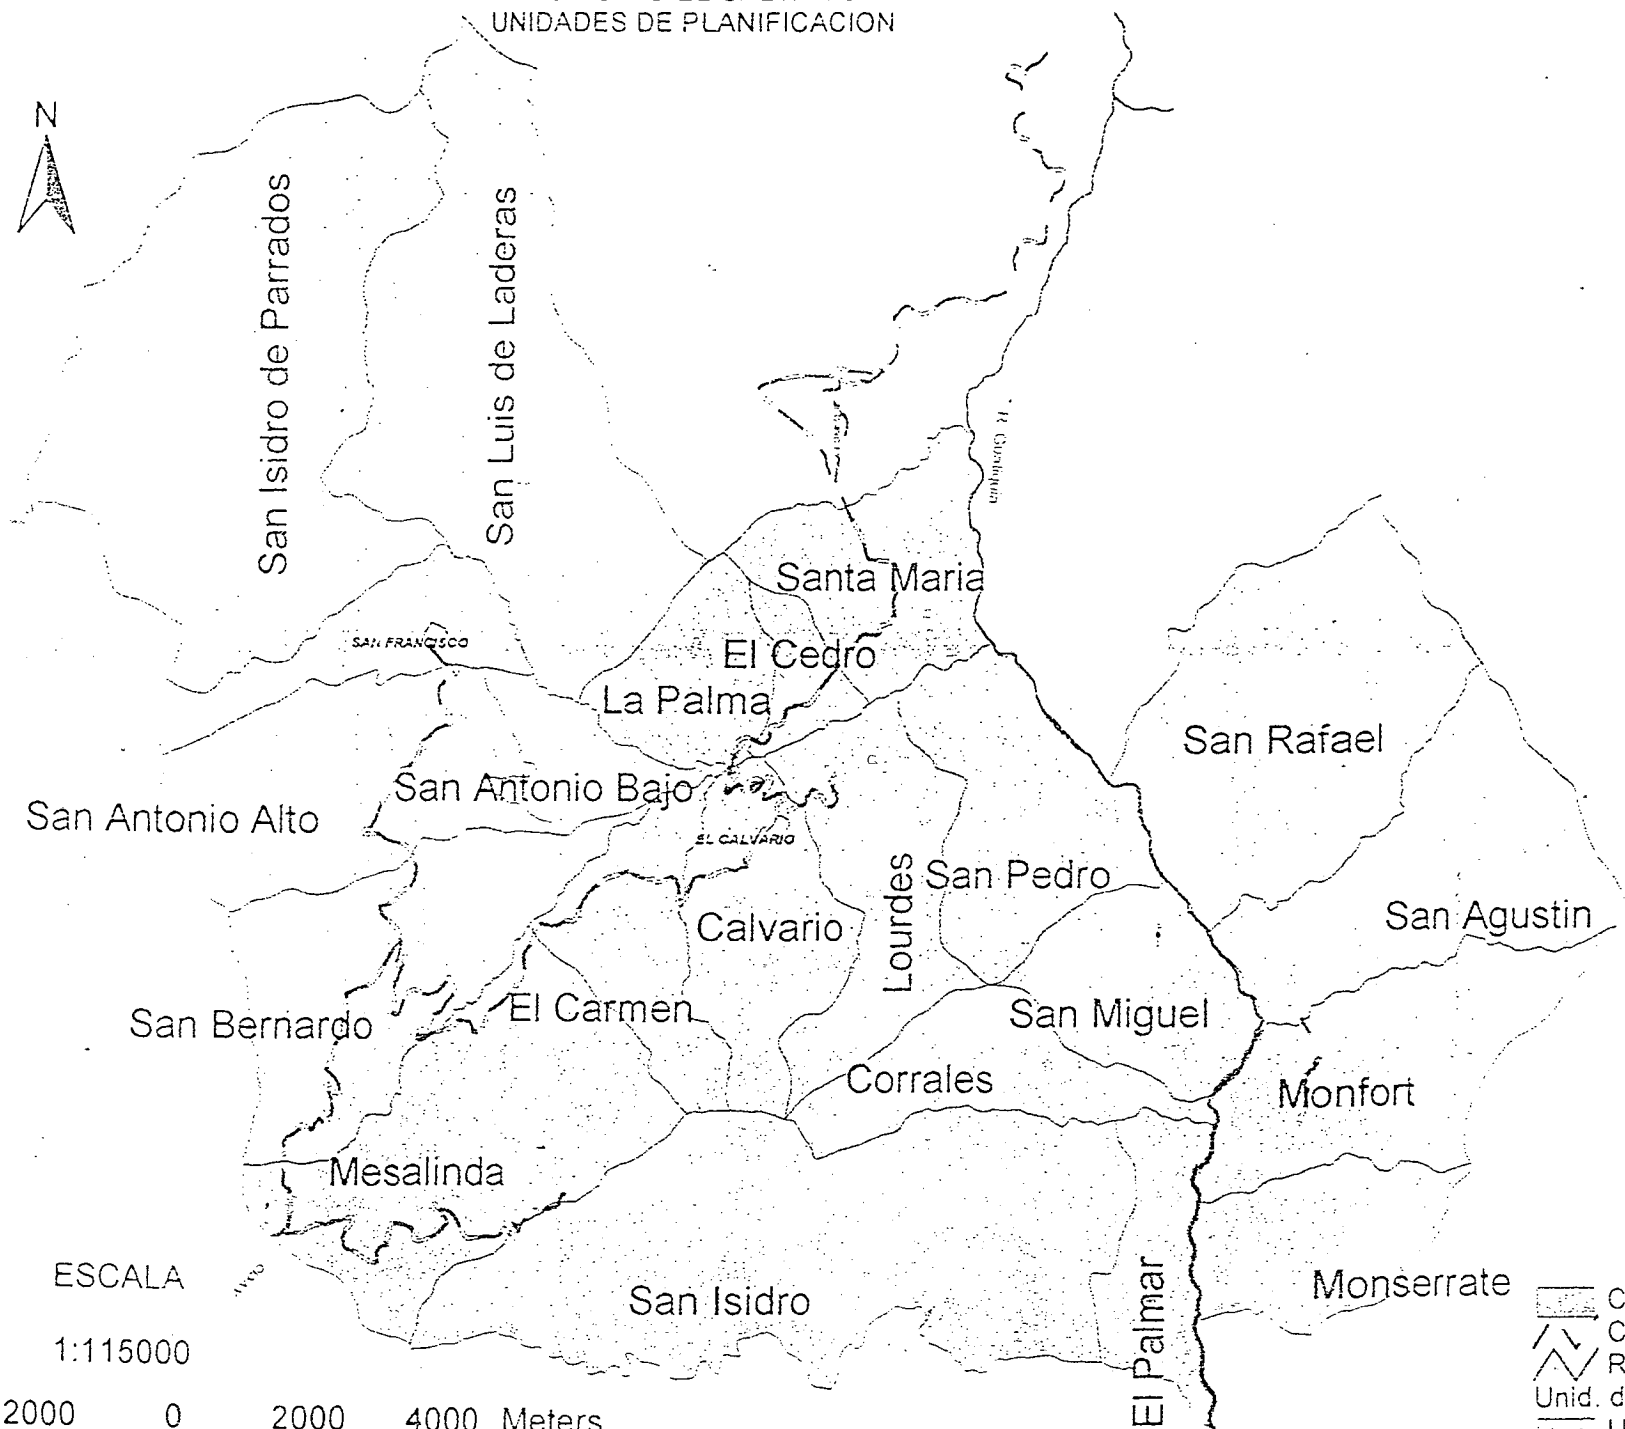 UNIDADES DE PLANIFICACION
N
San Isidro de Parrados
San Luis de Laderas
Santa Maria
SAN FRANCISCO
El Cedro
La Palma
San Rafael
San Antonio Bajo
San Antonio Alto
EL CALVARIO
San Pedro
Lourdes
San Agustin
Calvario
El Carmen
San Miguel
San Bernardo
Corrales
Monfort
Mesalinda
ESCALA
San Isidro
El Palmar
Monserrate
1:115000
C
C
R
Unid. d
2000 0 2000 4000 Meters